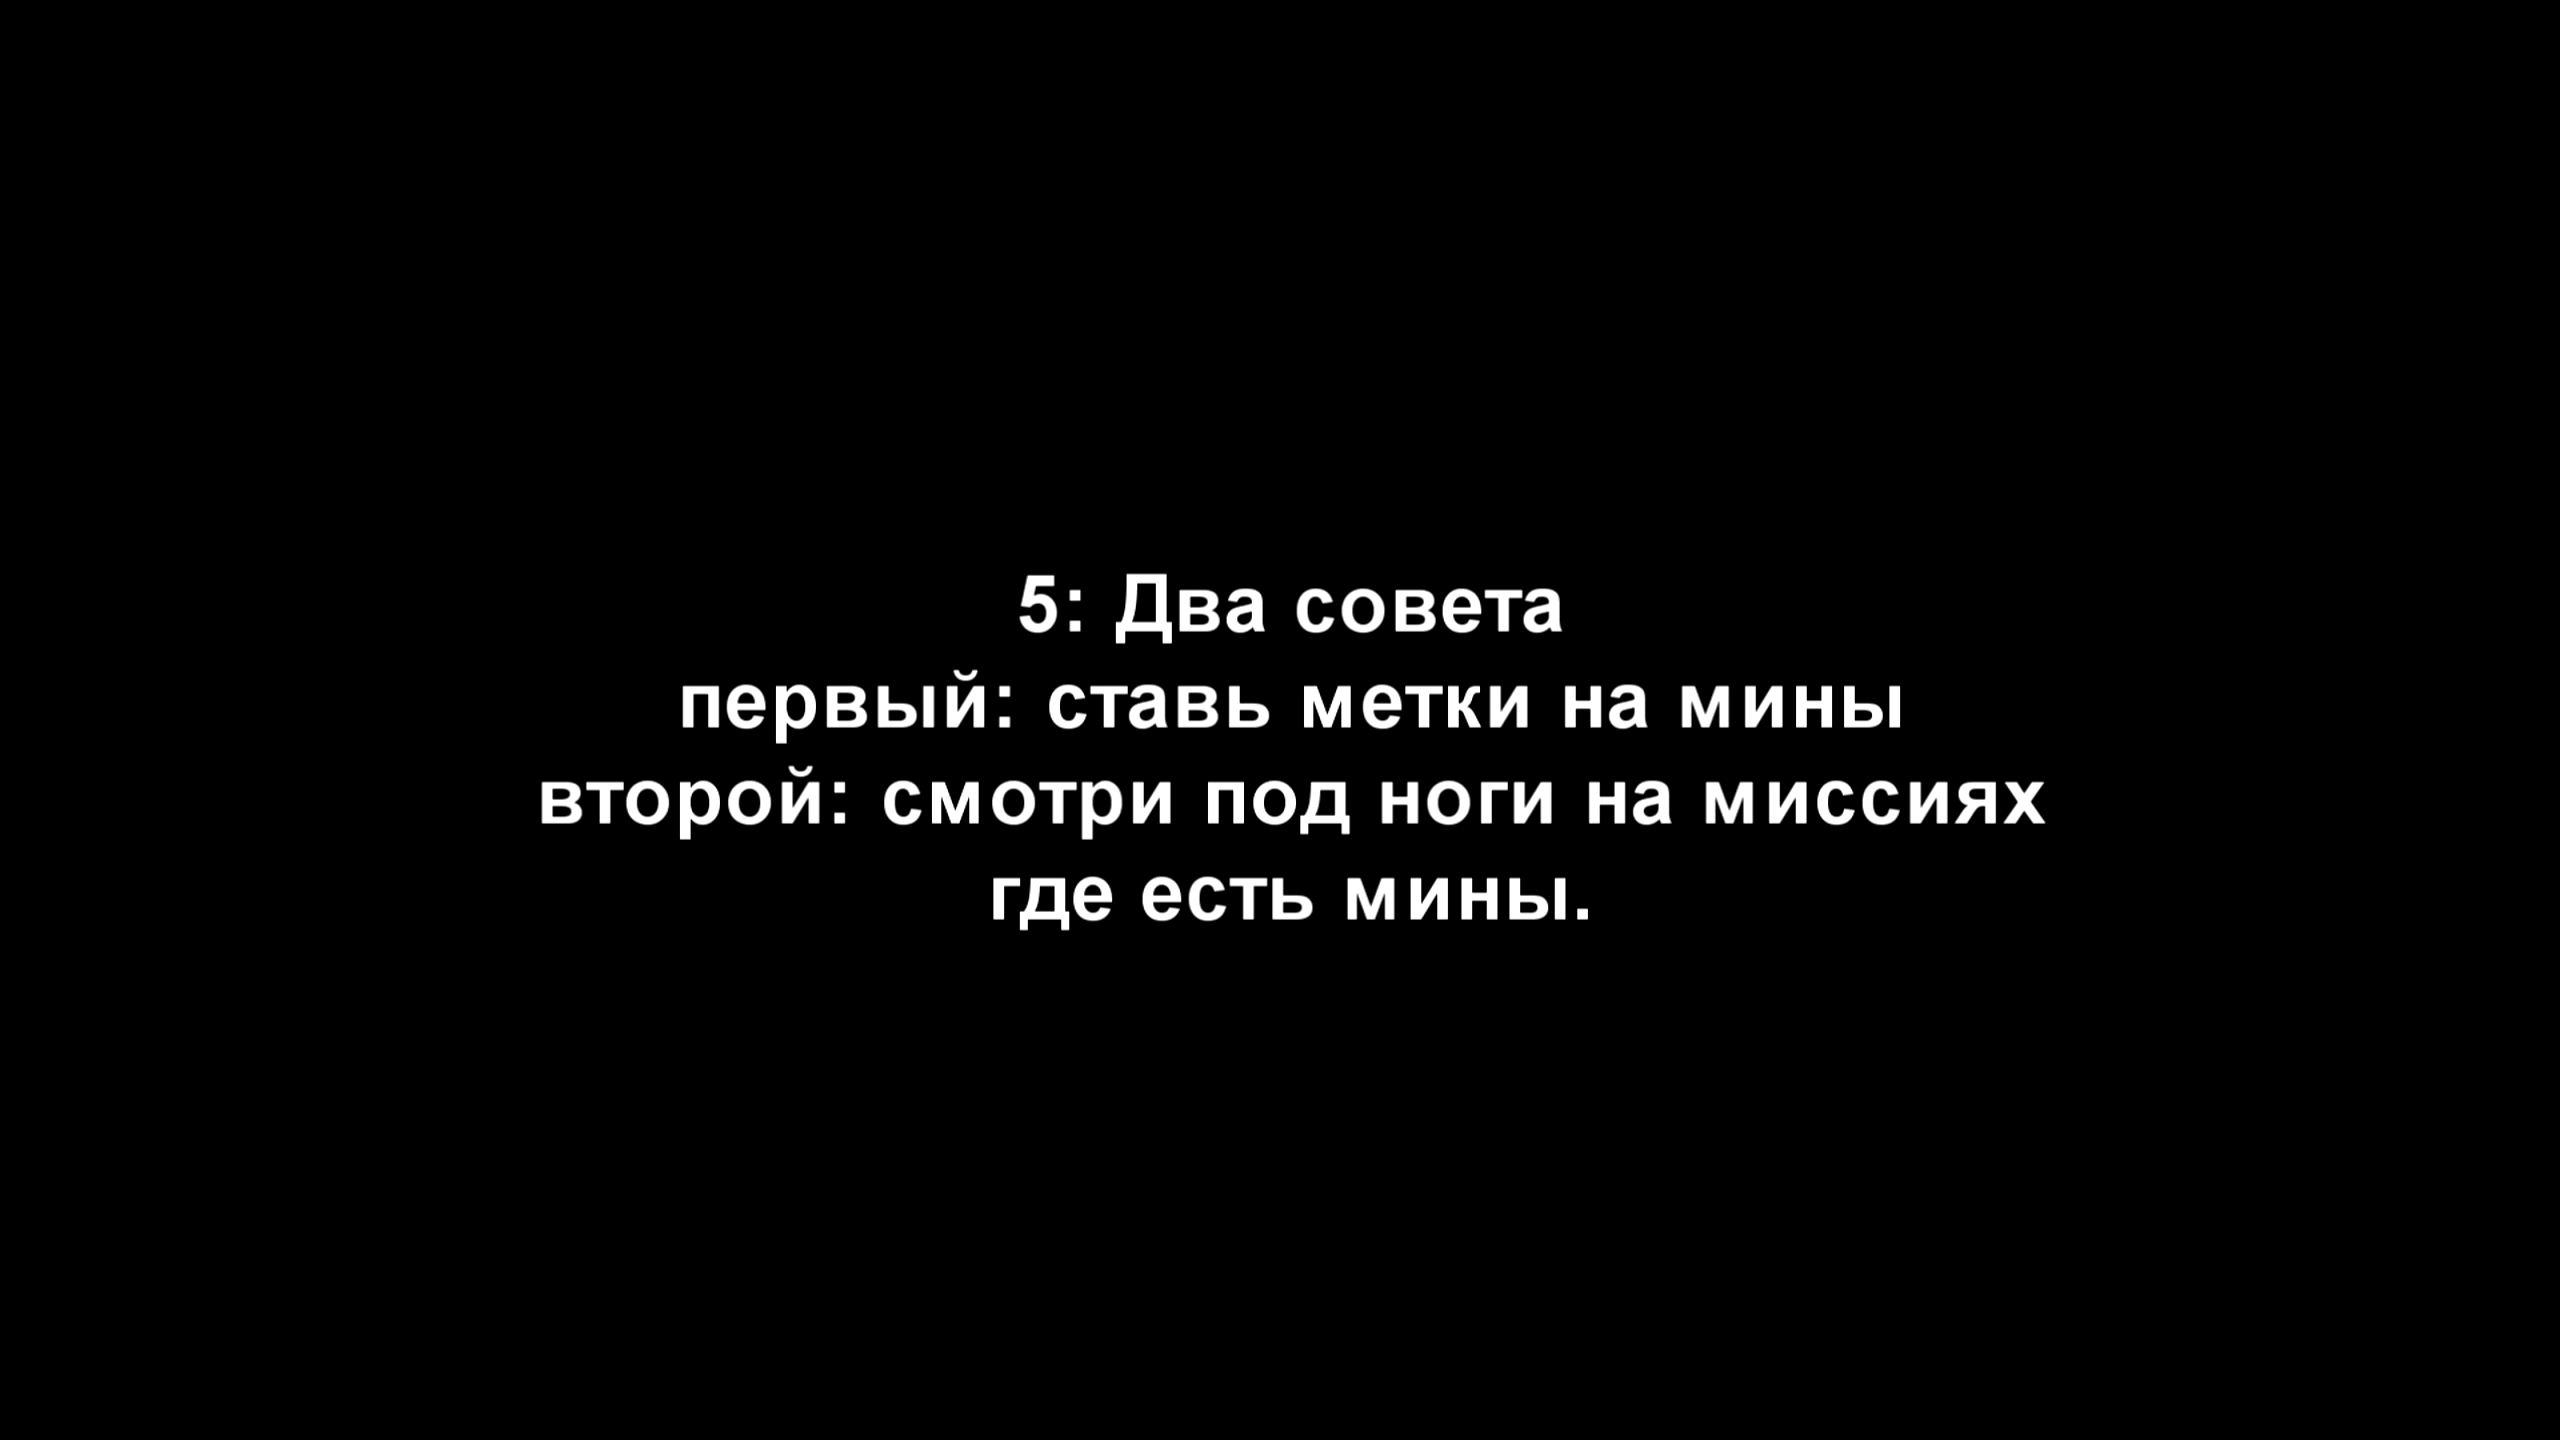 5: Два совета
первый: ставь метки на мины
второй: смотри под ноги на миссиях
где есть мины.